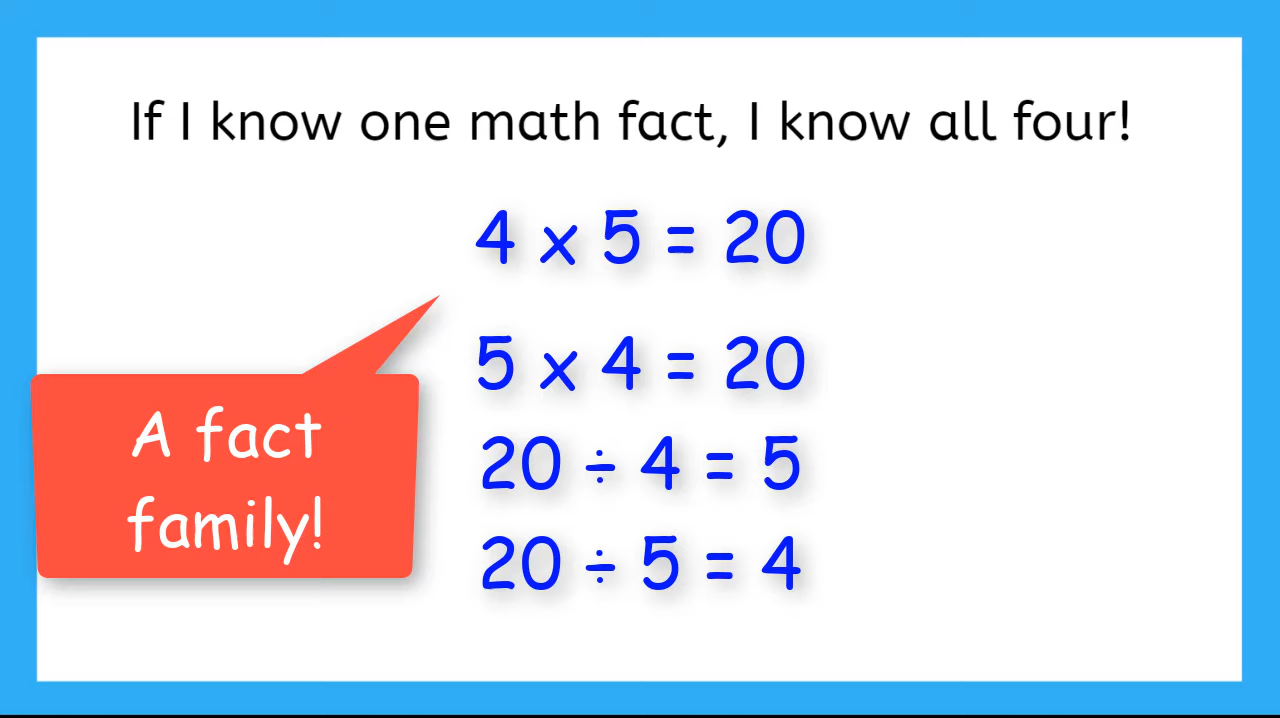 If I know one math fact, I know all four!
4 x 5 = 20
5 x 4 = 20
20 ÷ 4 = 5
20 ÷ 5 = 4
A fact
family!